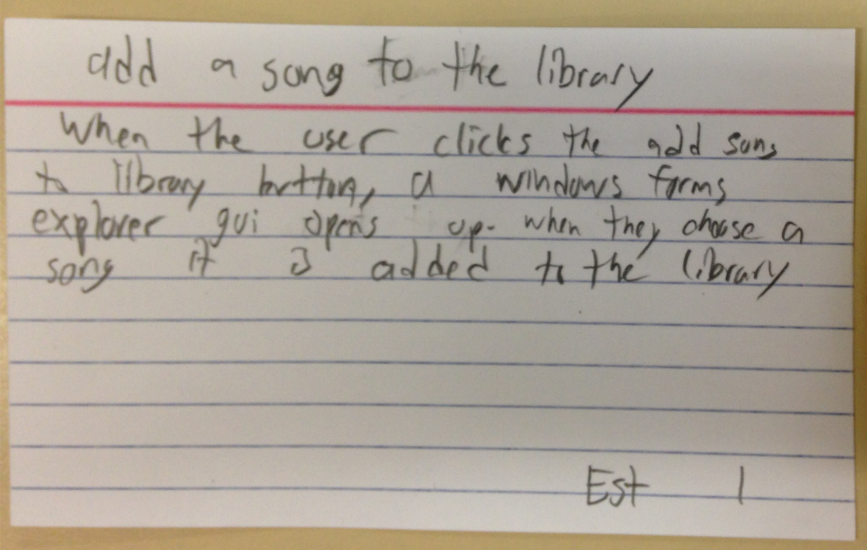 add a song to the library
When the user clicks the add song
to library button, a windows forms
explorer gui opens up. when they choose a
song it is added to the library
Est 1